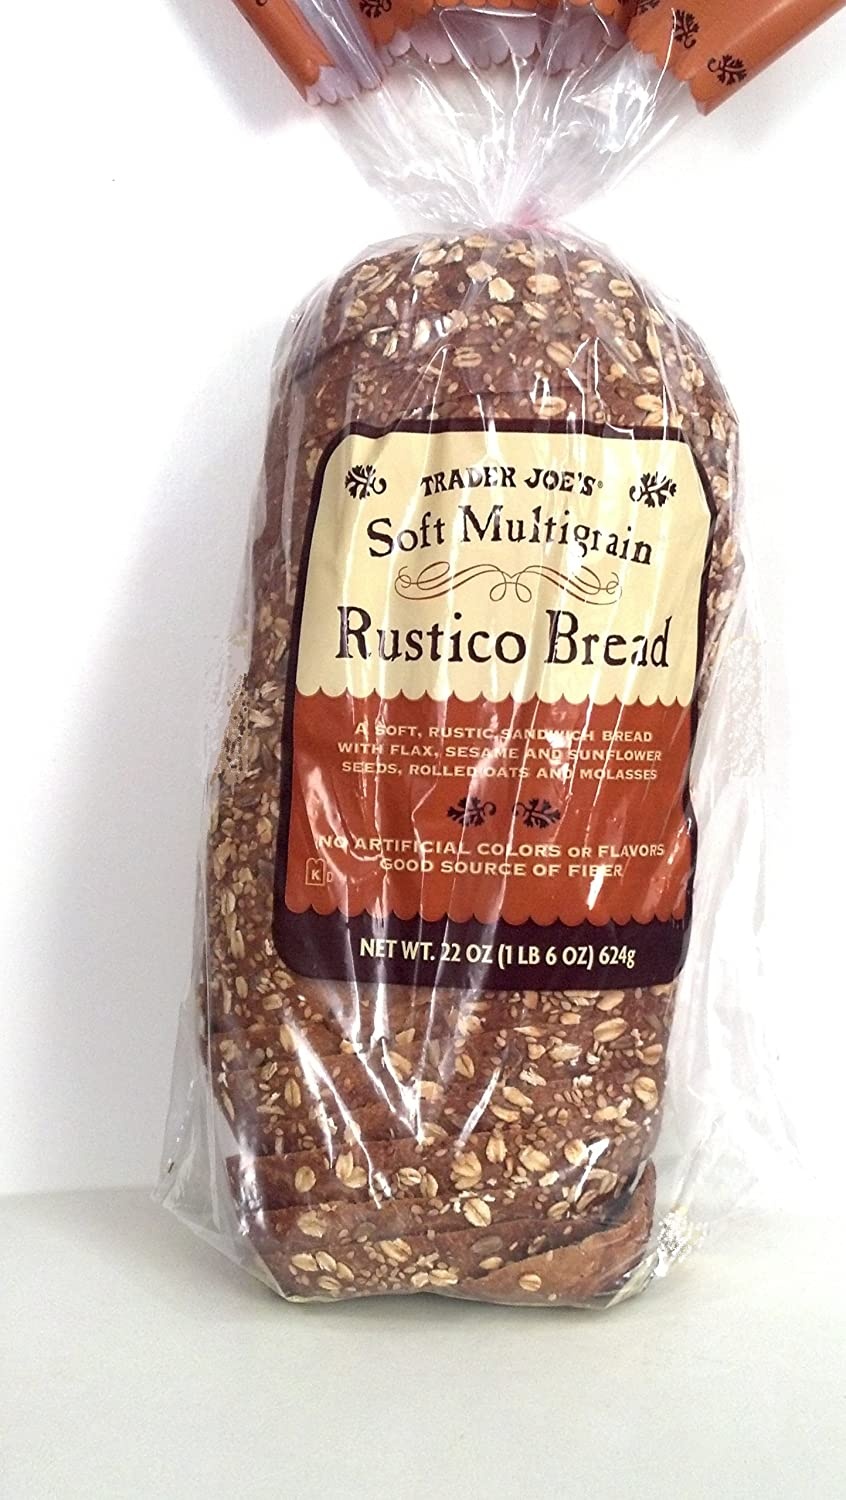 TRADER JOE'S®
Soft Multigrain
Rustico Bread
A SOFT, RUSTIC, SANDWICH BREAD
WITH FLAX, SESAME AND SUNFLOWER
SEEDS, ROLLED OATS AND MOLASSES
NO ARTIFICIAL COLORS OR FLAVORS
GOOD SOURCE OF FIBER
K D
NET WT. 22 OZ (1 LB 6 OZ) 624g